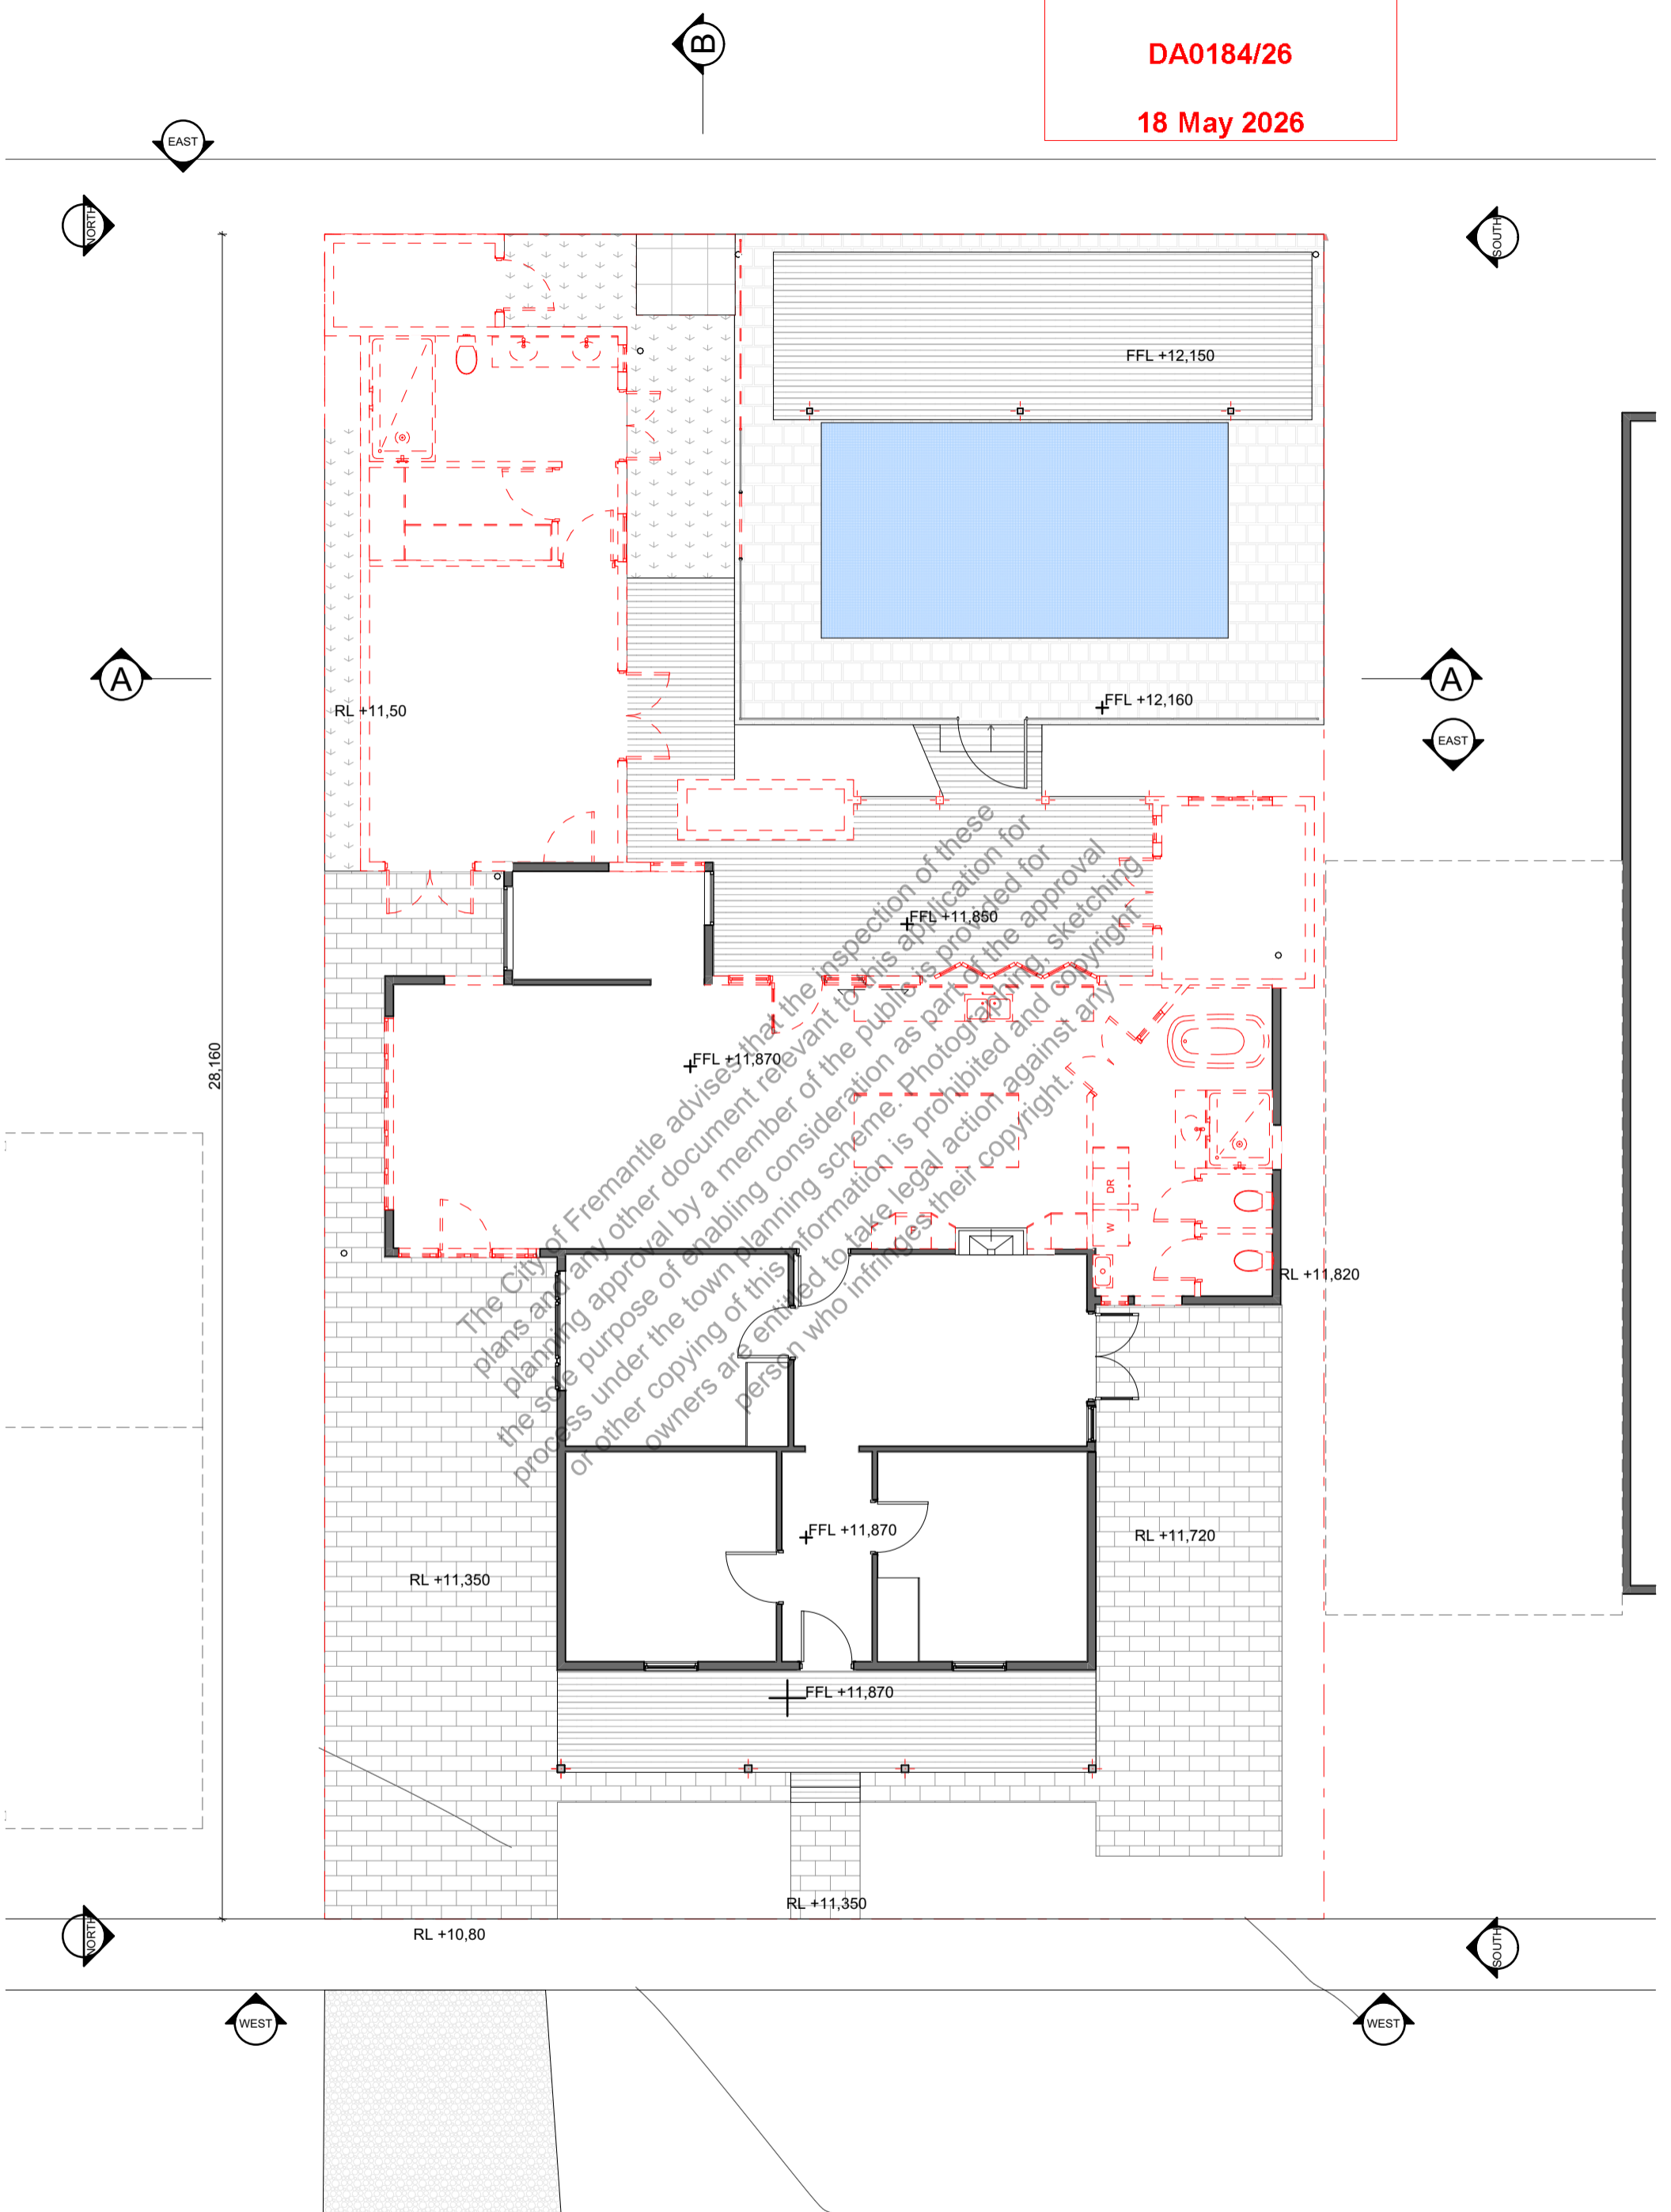 B
DA0184/26
18 May 2026
EAST
NORTH
SOUTH
FFL +12,150
A
RL +11,50
FFL +12,160
A
EAST
FFL +11,850
28,160
FFL +11,870
DR
W
F
RL +11,820
The City of Fremantle advises that the inspection of these
plans and any other document relevant to this application for
planning approval by a member of the public is provided for
the sole purpose of enabling consideration as part of the approval
process under the town planning scheme. Photographing, sketching
or other copying of this information is prohibited and copyright
owners are entitled to take legal action against any
person who infringes their copyright.
FFL +11,870
RL +11,720
RL +11,350
FFL +11,870
RL +11,350
NORTH
RL +10,80
SOUTH
WEST
WEST